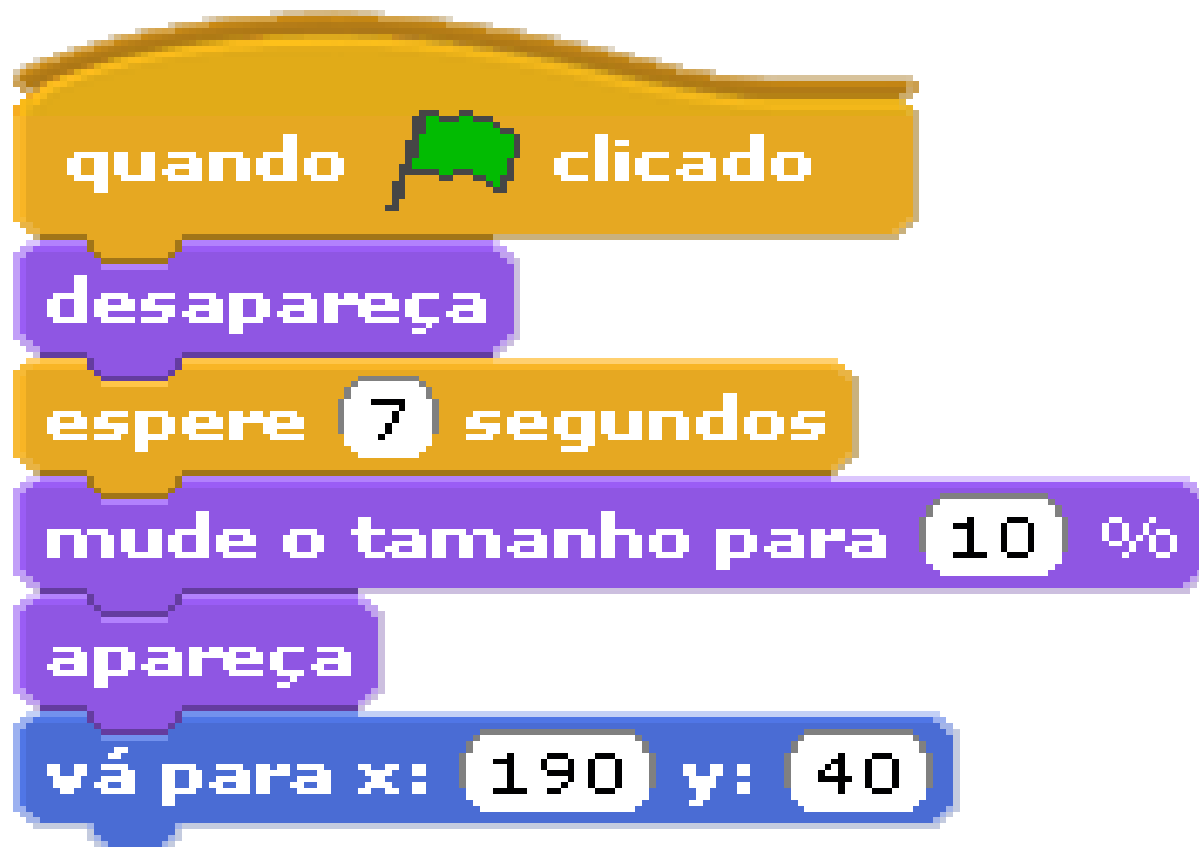 quando clicado
desapareça
espere 7 segundos
mude o tamanho para 10 %
apareça
vá para x: 190 y: 40